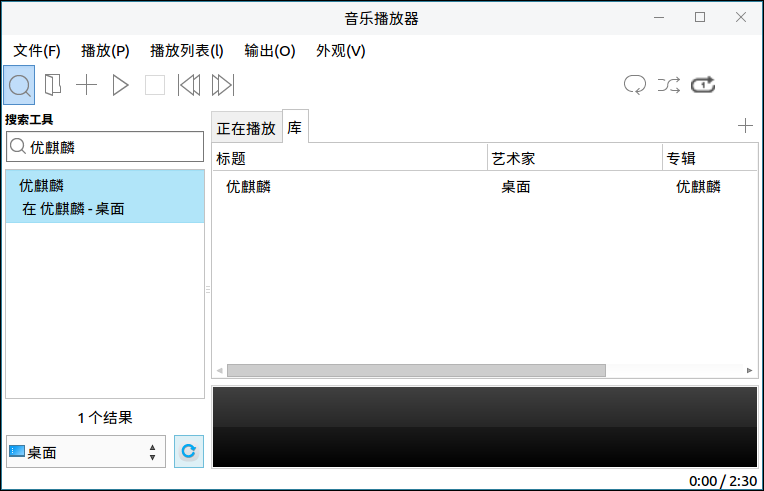 音乐播放器
文件(F) 播放(P) 播放列表(l) 输出(O) 外观(V)
搜索工具
优麒麟
优麒麟
在 优麒麟 - 桌面
1 个结果
桌面
正在播放 库
标题 艺术家 专辑
优麒麟 桌面 优麒麟
0:00 / 2:30